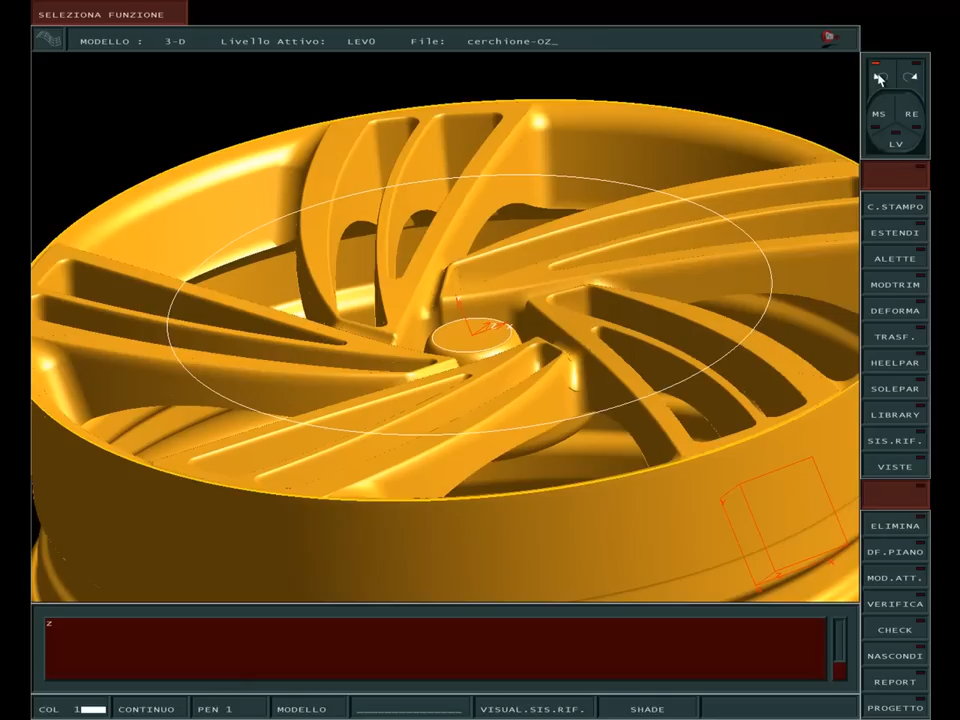 SELEZIONA FUNZIONE
MODELLO : 3-D Livello Attivo: LEV0 File: cerchione-OZ_
MS RE
LV
C.STAMPO
ESTENDI
ALETTE
MODTRIM
DEFORMA
TRASF.
HEELPAR
SOLEPAR
LIBRARY
SIS.RIF.
VISTE
ELIMINA
DF.PIANO
MOD.ATT.
VERIFICA
CHECK
NASCONDI
REPORT
PROGETTO
z
COL 1 CONTINUO PEN 1 MODELLO VISUAL.SIS.RIF. SHADE